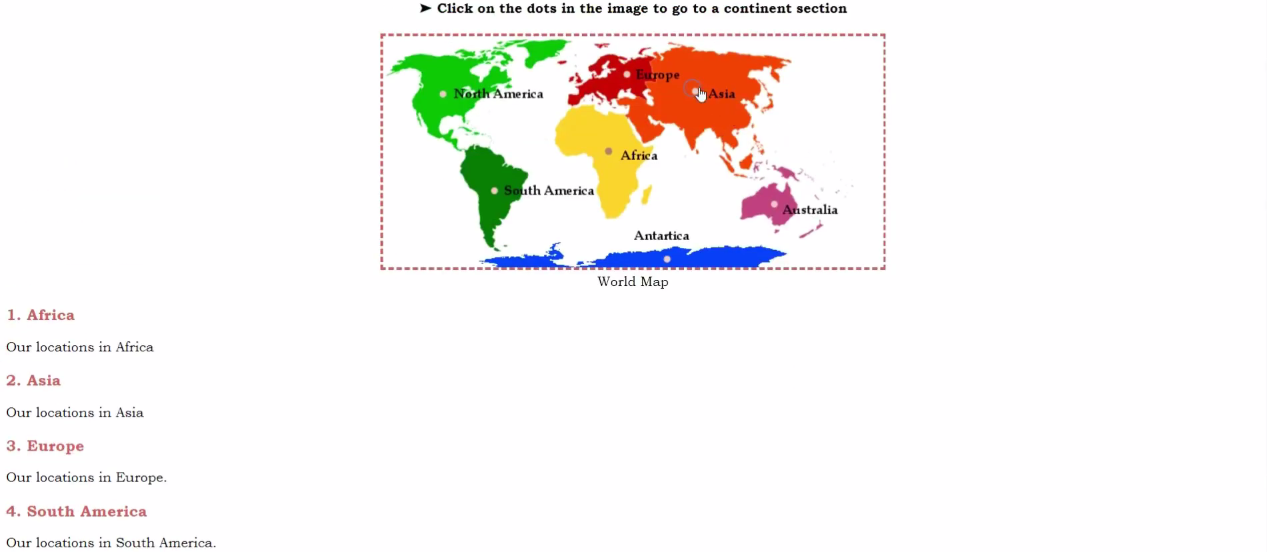 ➤ Click on the dots in the image to go to a continent section
Europe
North America
Asia
Africa
South America
Australia
Antartica
World Map
1. Africa
Our locations in Africa
2. Asia
Our locations in Asia
3. Europe
Our locations in Europe.
4. South America
Our locations in South America.